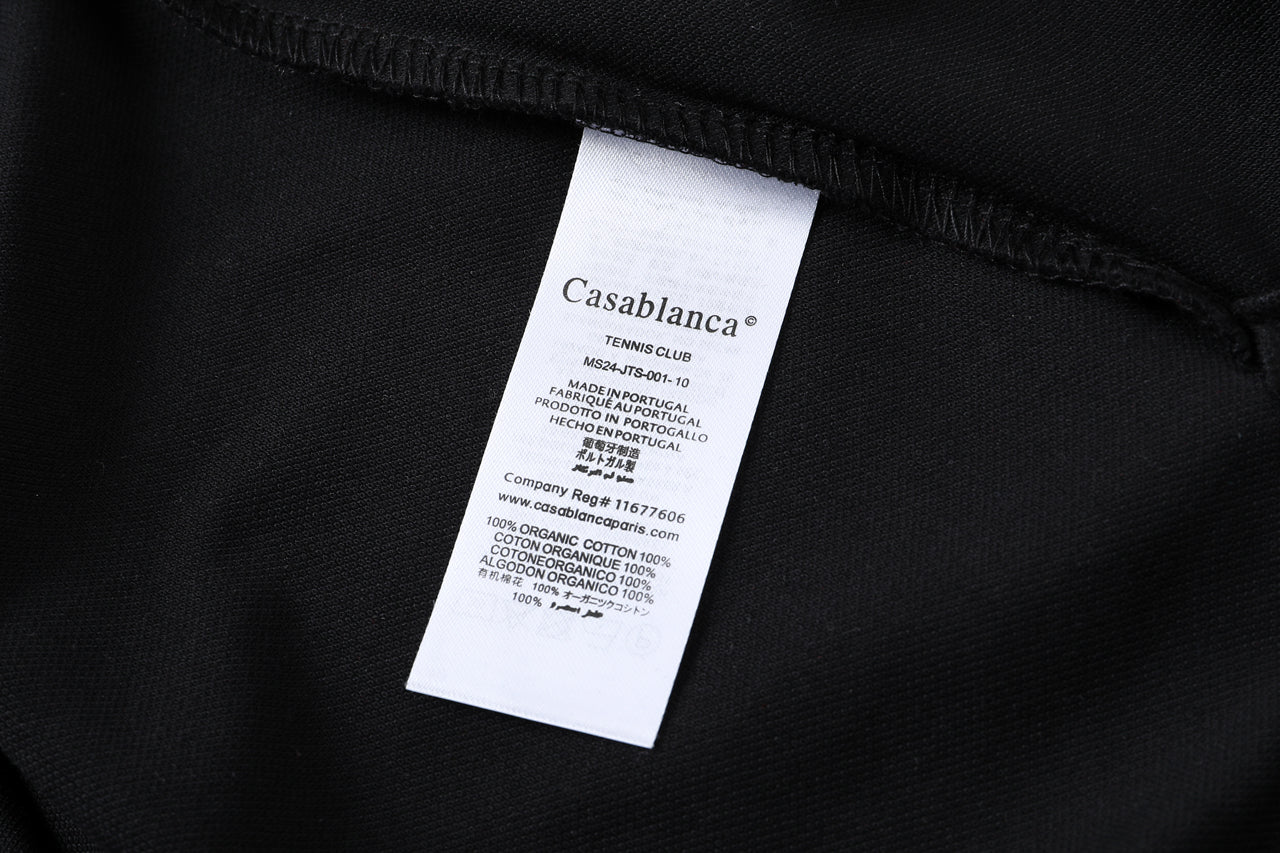 Casablanca©
TENNIS CLUB
MS24-JTS-001-10
MADE IN PORTUGAL
FABRIQUÉ AU PORTUGAL
PRODOTTO IN PORTOGALLO
HECHO EN PORTUGAL
葡萄牙制造
ポルトガル製
Company Reg# 11677606
www.casablancaparis.com
100% ORGANIC COTTON 100%
COTON ORGANIQUE 100%
COTONEORGANICO 100%
ALGODON ORGANICO 100%
有机棉花 100% オーガニックコシトン
100%